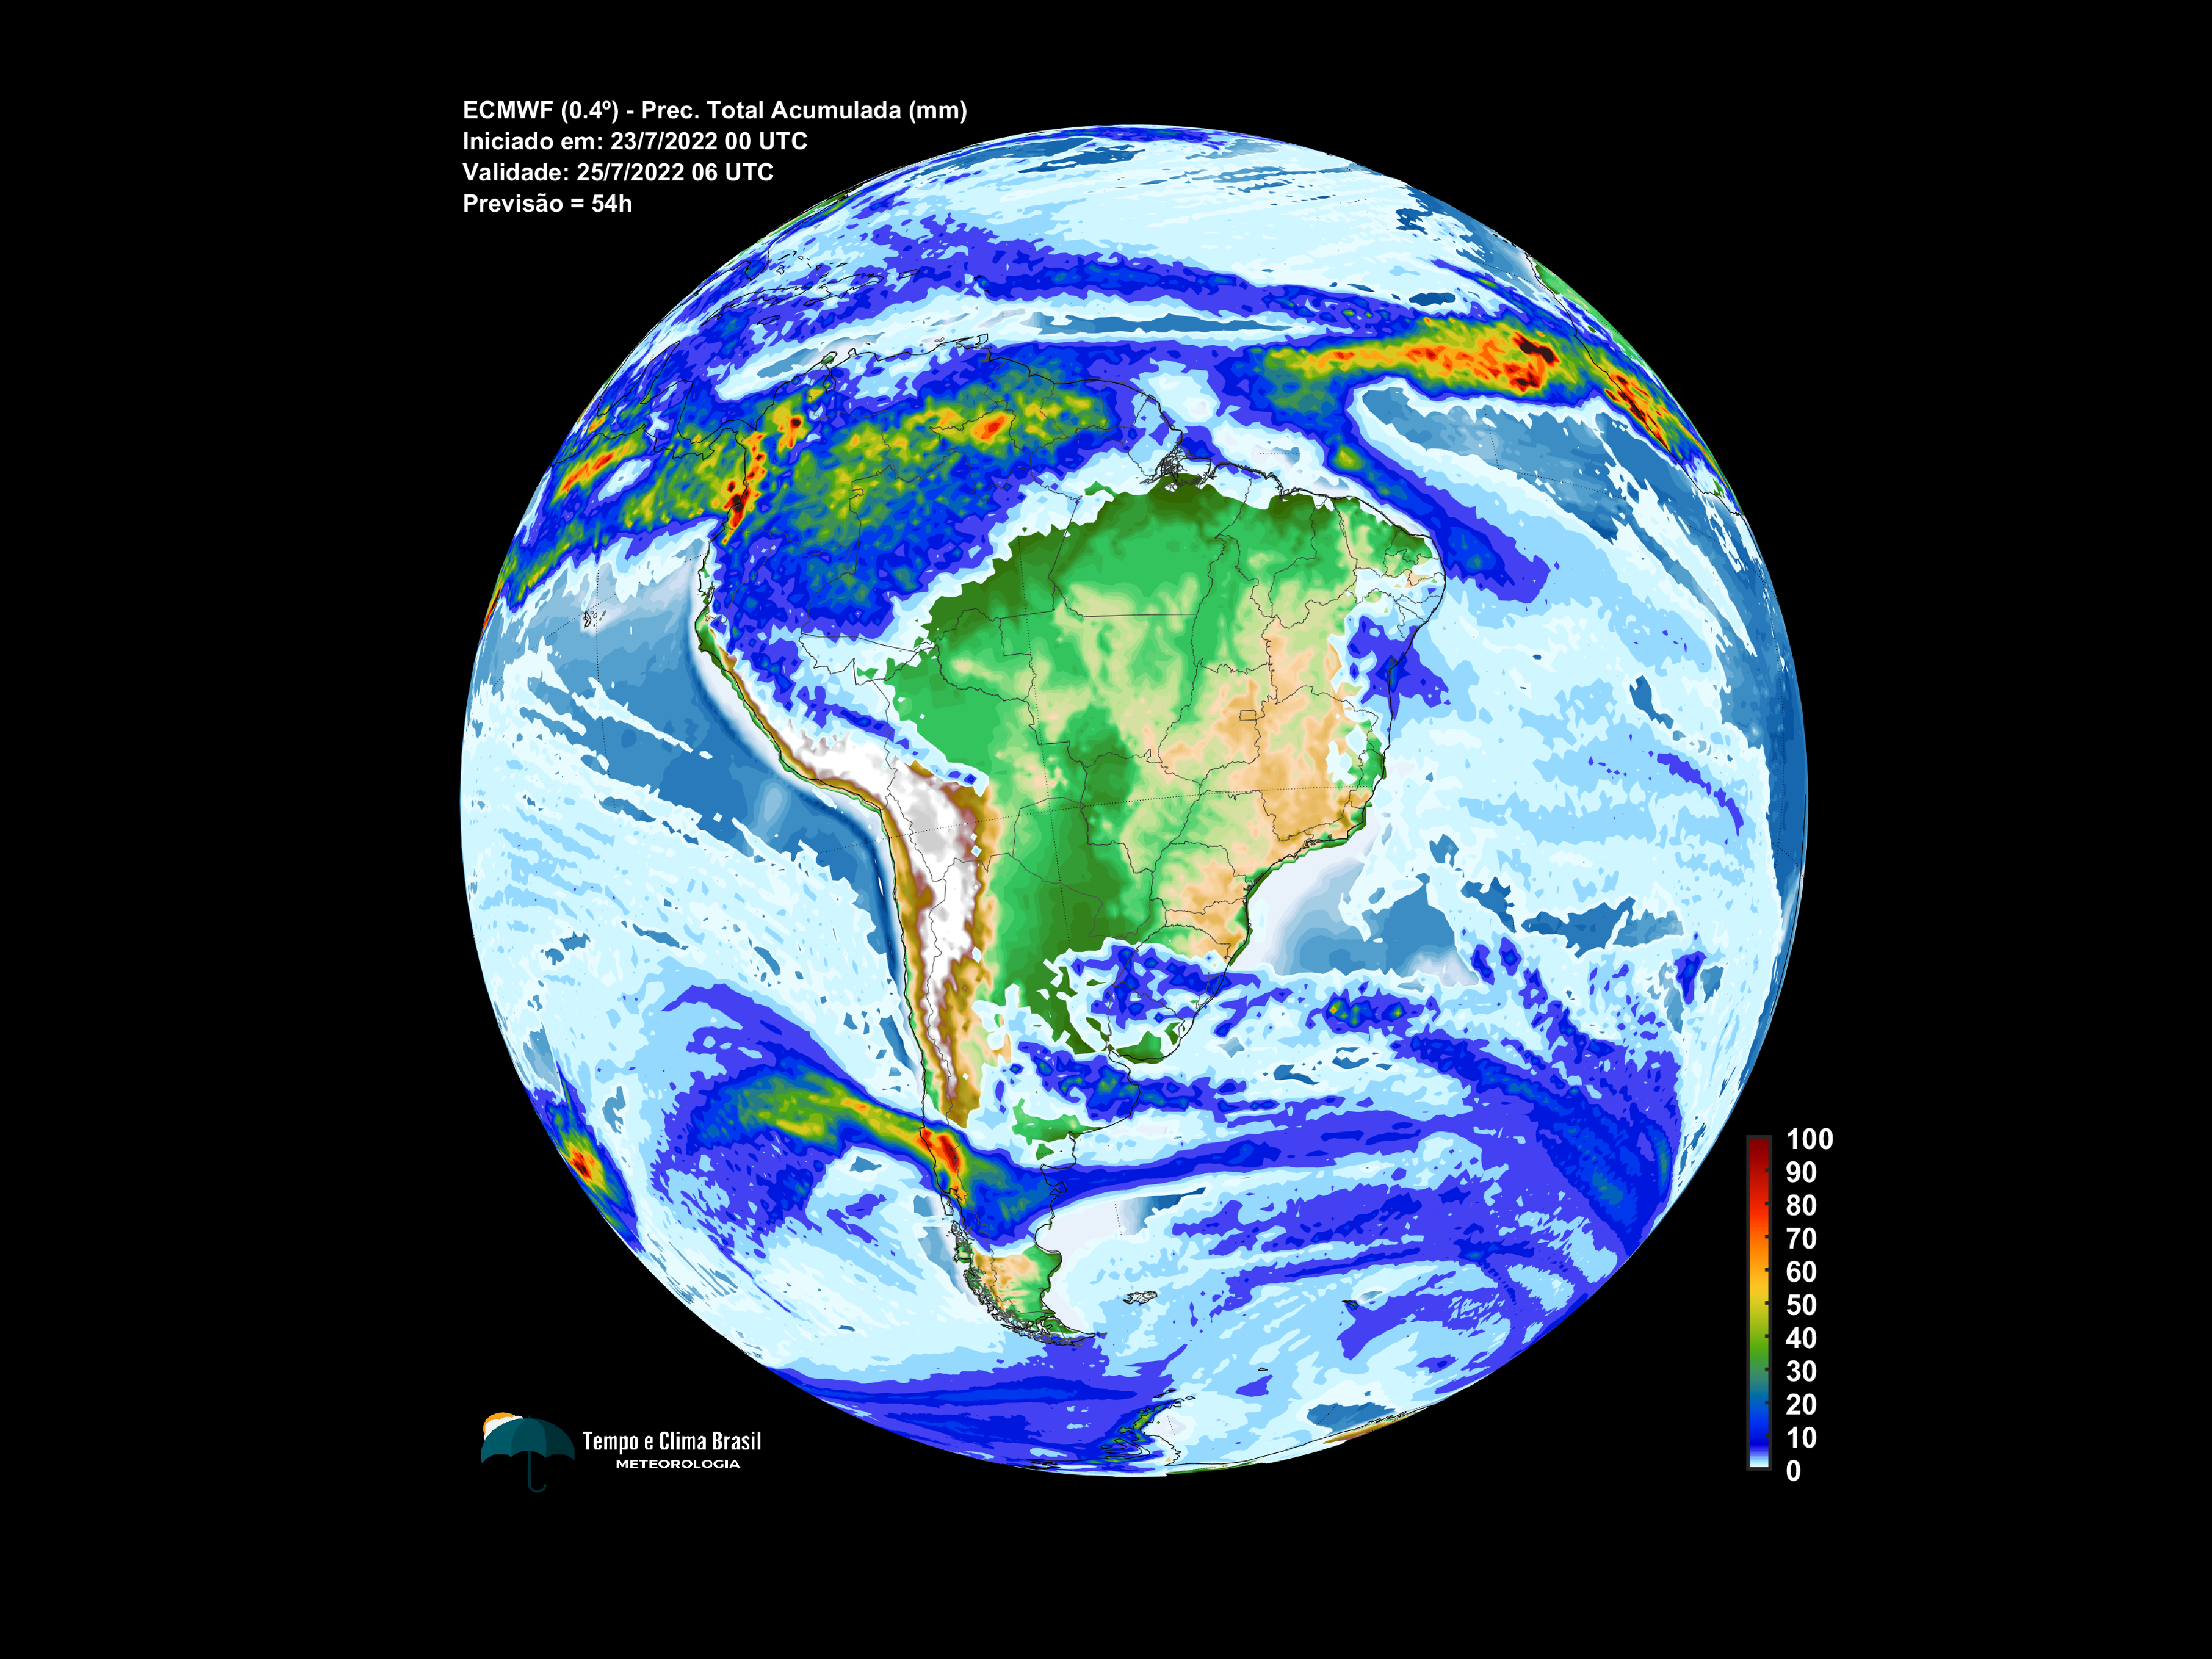 ECMWF (0.4º) - Prec. Total Acumulada (mm)
Iniciado em: 23/7/2022 00 UTC
Validade: 25/7/2022 06 UTC
Previsão = 54h
100
90
80
70
60
50
40
30
20
10
0
Tempo e Clima Brasil
METEOROLOGIA